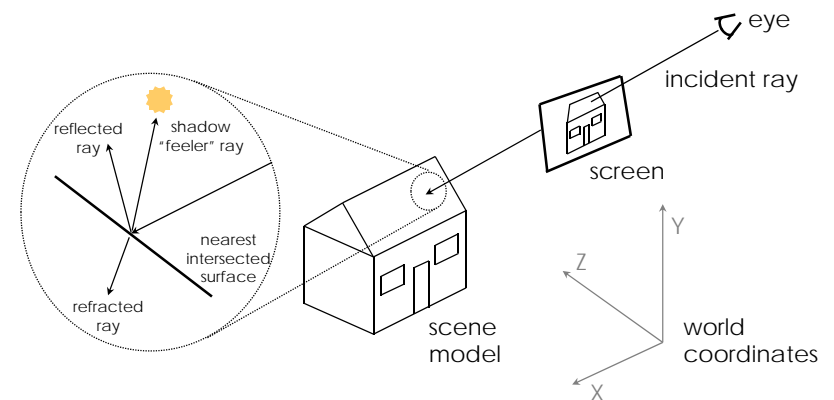 eye
incident ray
screen
reflected
ray
shadow
“feeler” ray
nearest
intersected
surface
refracted
ray
scene
model
Y
Z
X
world
coordinates